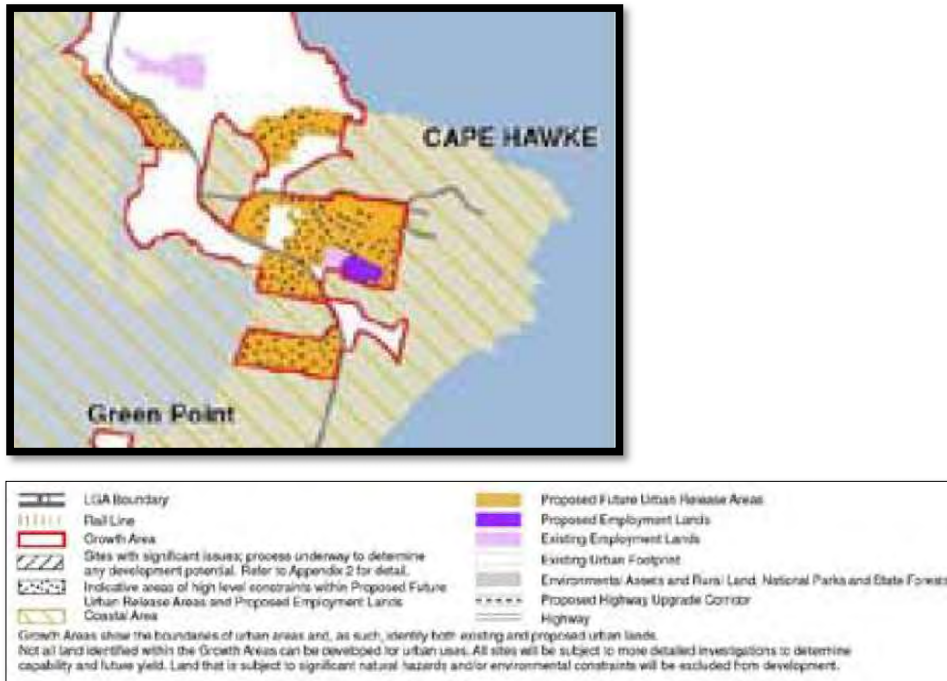 CAPE HAWKE
Green Point
LGA Boundary
Rail Line
Growth Area
Sites with significant issues; process underway to determine
any development potential. Refer to Appendix 2 for detail.
Indicative areas of high level constraints within Proposed Future
Urban Release Areas and Proposed Employment Lands
Coastal Area
Proposed Future Urban Release Areas
Proposed Employment Lands
Existing Employment Lands
Existing Urban Footprint
Environmental Assets and Rural Land, National Parks and State Forests
Proposed Highway Upgrade Corridor
Highway
Growth Areas show the boundaries of urban areas and, as such, identify both existing and proposed urban lands.
Not all land identified within the Growth Areas can be developed for urban uses. All sites will be subject to more detailed investigations to determine
capability and future yield. Land that is subject to significant natural hazards and/or environmental constraints will be excluded from development.